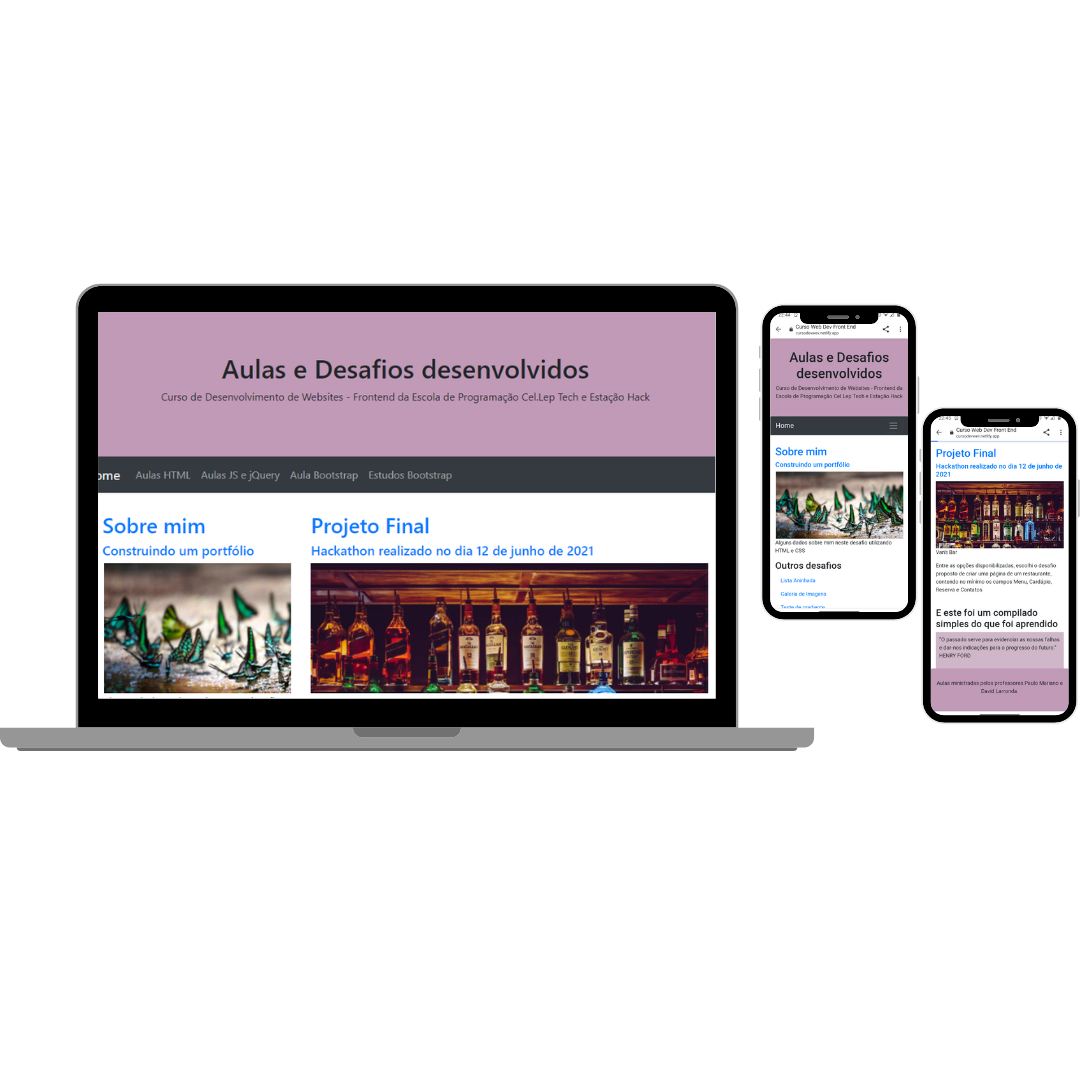 Aulas e Desafios desenvolvidos
Curso de Desenvolvimento de Websites - Frontend da Escola de Programação Cel.Lep Tech e Estação Hack
ome Aulas HTML Aulas JS e jQuery Aula Bootstrap Estudos Bootstrap
Sobre mim
Construindo um portfólio
Projeto Final
Hackathon realizado no dia 12 de junho de 2021
Curso Web Dev Front End
cursodevwev.netlify.app
Aulas e Desafios
desenvolvidos
Curso de Desenvolvimento de Websites - Frontend da
Escola de Programação Cel.Lep Tech e Estação Hack
Home
Sobre mim
Construindo um portfólio
Alguns dados sobre mim neste desafio utilizando
HTML e CSS
Outros desafios
Lista Aninhada
Galeria de Imagens
Curso Web Dev Front End
cursodevwev.netlify.app
Projeto Final
Hackathon realizado no dia 12 de junho de
2021
Vanh Bar
Entre as opções disponibilizadas, escolhi o desafio
proposto de criar uma página de um restaurante,
contendo no mínimo os campos Menu, Cardápio,
Reserva e Contatos
E este foi um compilado
simples do que foi aprendido
"O passado serve para evidenciar as nossas falhas
e dar-nos indicações para o progresso do futuro."
HENRY FORD
Aulas ministradas pelos professores Paulo Mariano e
David Larronda